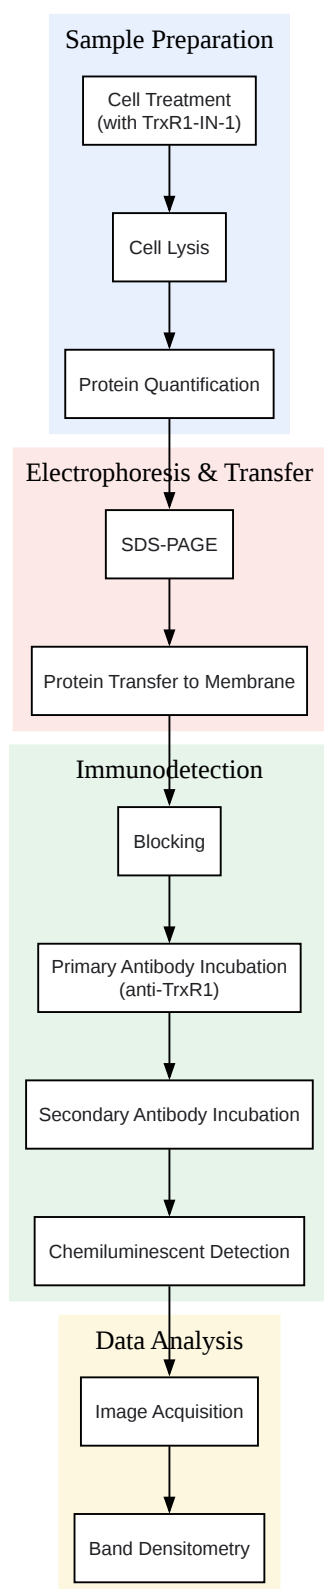 Sample Preparation
Cell Treatment
(with TrxR1-IN-1)
Cell Lysis
Protein Quantification
Electrophoresis & Transfer
SDS-PAGE
Protein Transfer to Membrane
Immunodetection
Blocking
Primary Antibody Incubation
(anti-TrxR1)
Secondary Antibody Incubation
Chemiluminescent Detection
Data Analysis
Image Acquisition
Band Densitometry